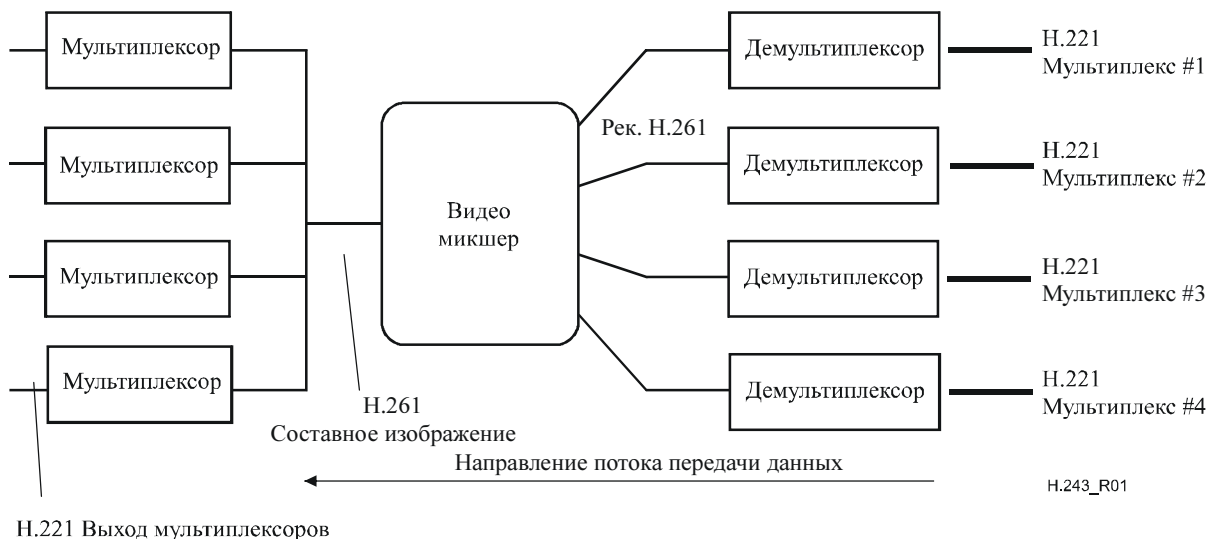 Мультиплексор
Демультиплексор
H.221
Мультиплекс #1
Рек. H.261
Мультиплексор
Демультиплексор
H.221
Мультиплекс #2
Видео
микшер
Мультиплексор
Демультиплексор
H.221
Мультиплекс #3
Мультиплексор
Демультиплексор
H.221
Мультиплекс #4
H.261
Составное изображение
Направление потока передачи данных
H.243_R01
H.221 Выход мультиплексоров